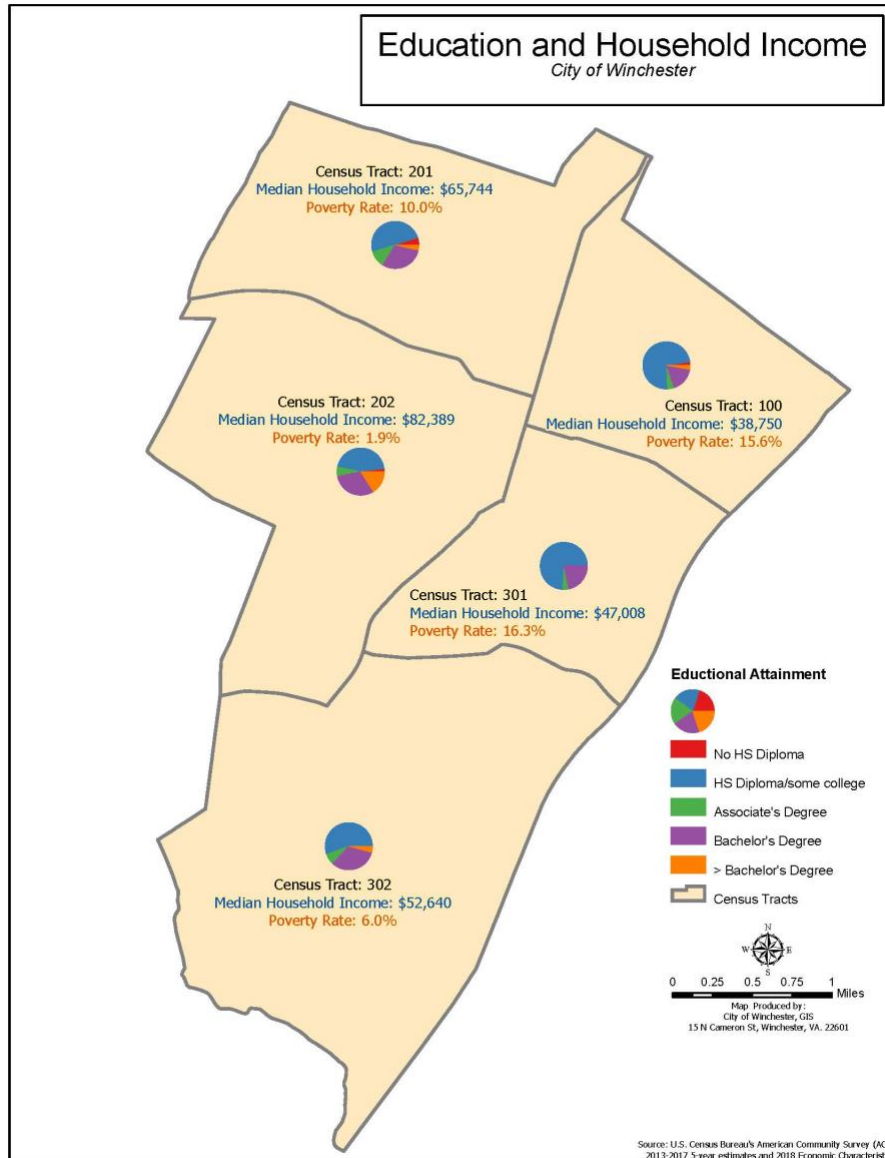 Education and Household Income
City of Winchester
Census Tract: 201
Median Household Income: $65,744
Poverty Rate: 10.0%
Census Tract: 100
Median Household Income: $38,750
Poverty Rate: 15.6%
Census Tract: 202
Median Household Income: $82,389
Poverty Rate: 1.9%
Census Tract: 301
Median Household Income: $47,008
Poverty Rate: 16.3%
Census Tract: 302
Median Household Income: $52,640
Poverty Rate: 6.0%
Eductional Attainment
No HS Diploma
HS Diploma/some college
Associate's Degree
Bachelor's Degree
> Bachelor's Degree
Census Tracts
N
W E
S
0 0.25 0.5 0.75 1
Miles
Map Produced by:
City of Winchester, GIS
15 N Cameron St, Winchester, VA. 22601
Source: U.S. Census Bureau's American Community Survey (AC
2013-2017 5-year estimates and 2018 Economic Characterist